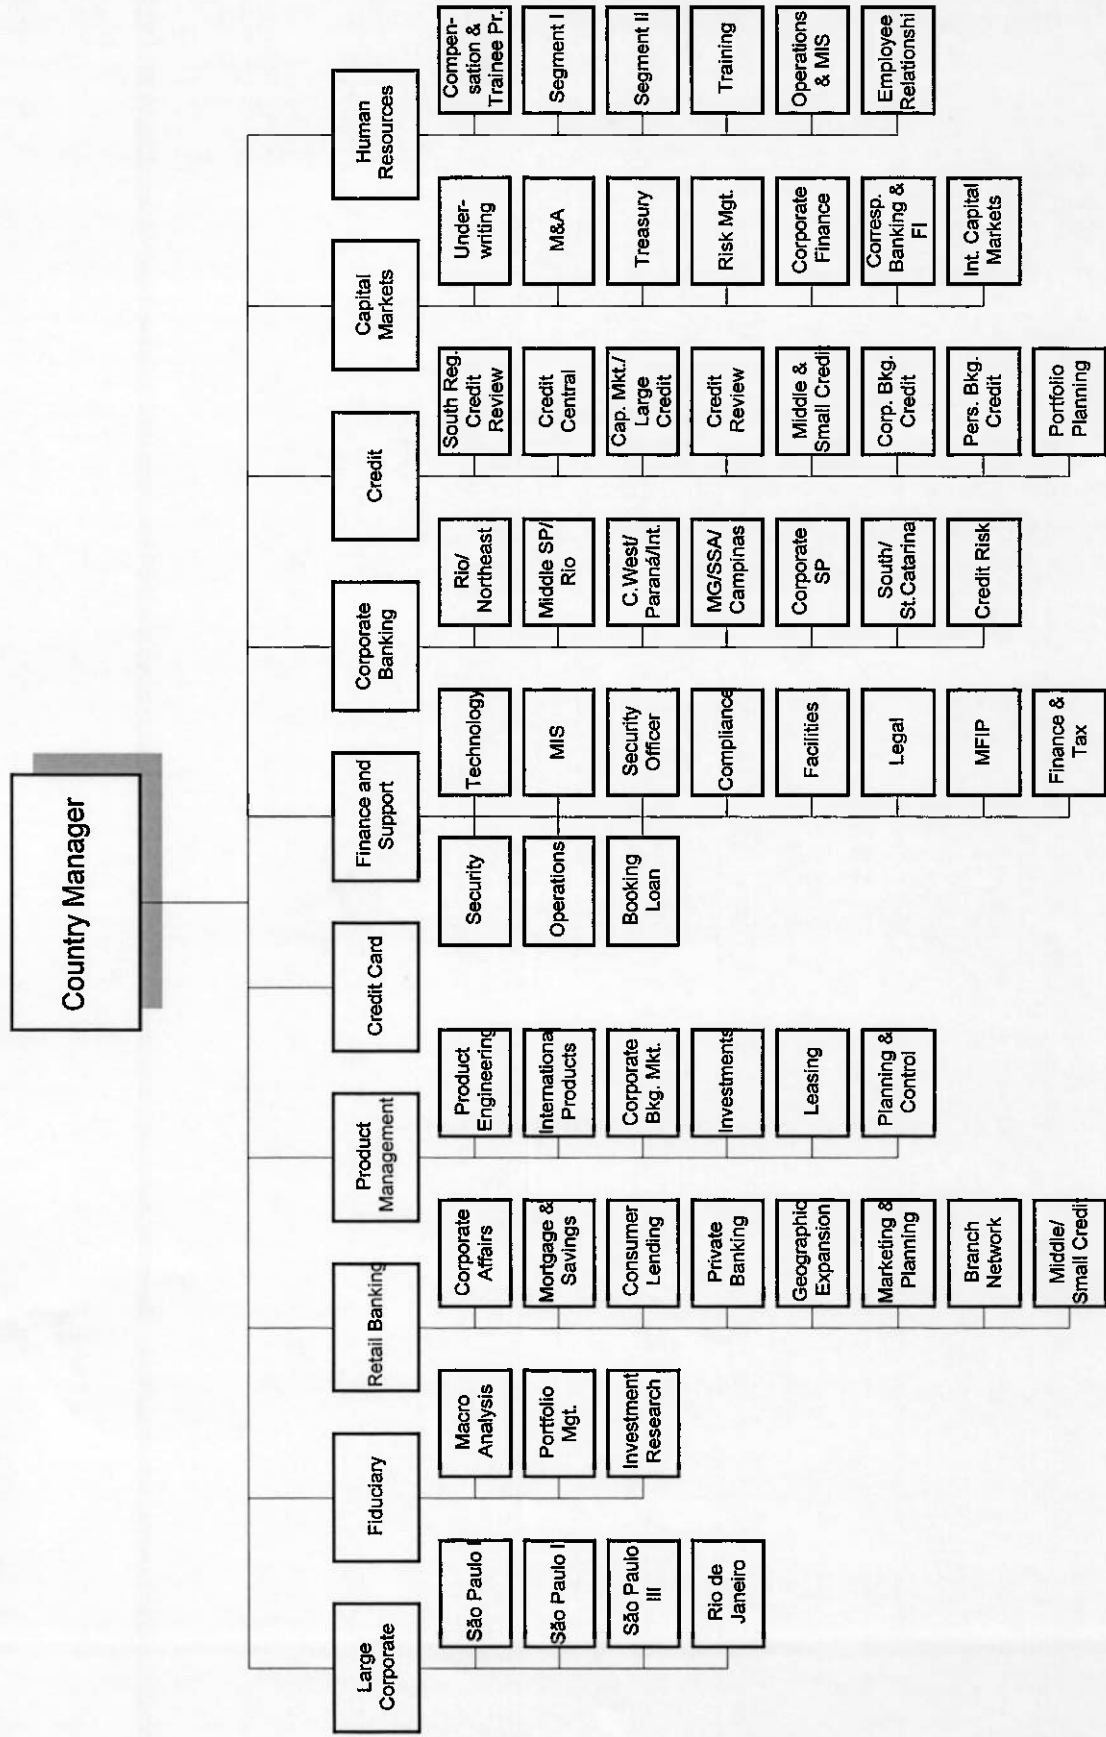 Country Manager
Large
Corporate
Fiduciary
Retail Banking
Product
Management
Credit Card
Finance and
Support
Corporate
Banking
Credit
Capital
Markets
Human
Resources
São Paulo I
São Paulo I
São Paulo
III
Rio de
Janeiro
Macro
Analysis
Portfolio
Mgt.
Investment
Research
Corporate
Affairs
Mortgage &
Savings
Consumer
Lending
Private
Banking
Geographic
Expansion
Marketing &
Planning
Branch
Network
Middle/
Small Credit
Product
Engineering
Internationa
Products
Corporate
Bkg. Mkt.
Investments
Leasing
Planning &
Control
Security
Operations
Booking
Loan
Technology
MIS
Security
Officer
Compliance
Facilities
Legal
MFIP
Finance &
Tax
Rio/
Northeast
Middle SP/
Rio
C.West/
Paraná/Int.
MG/SSA/
Campinas
Corporate
SP
South/
St.Catarina
Credit Risk
South Reg.
Credit
Review
Credit
Central
Cap. Mkt./
Large
Credit
Credit
Review
Middle &
Small Credit
Corp. Bkg.
Credit
Pers. Bkg.
Credit
Portfolio
Planning
Under-
writing
M&A
Treasury
Risk Mgt.
Corporate
Finance
Corresp.
Banking &
FI
Int. Capital
Markets
Compen-
sation &
Trainee Pr.
Segment I
Segment II
Training
Operations
& MIS
Employee
Relationshi